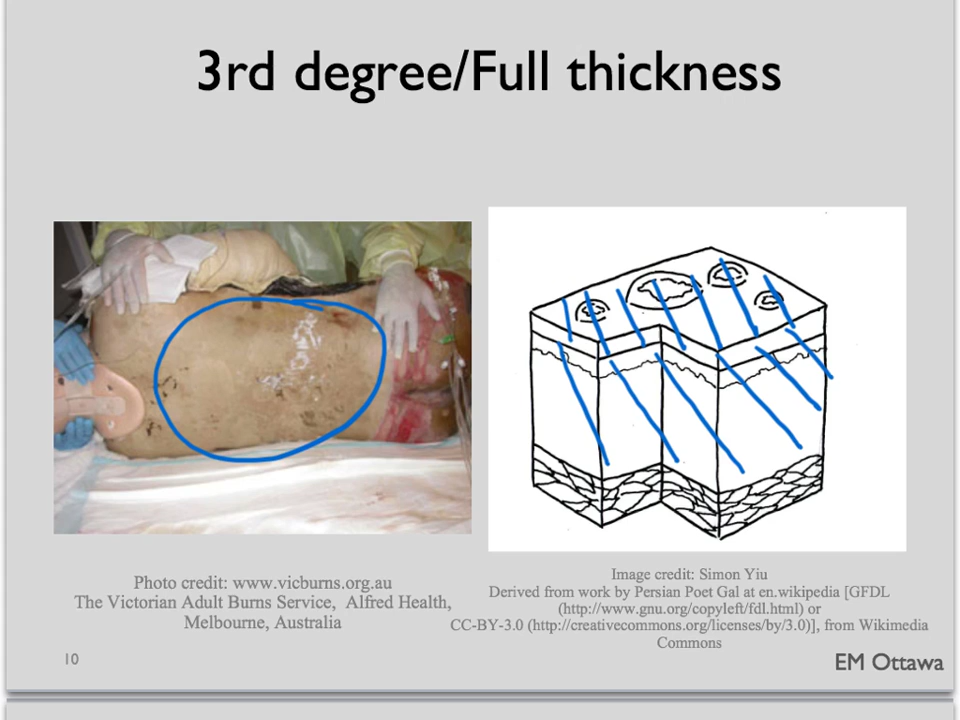 3rd degree/Full thickness
Photo credit: www.vicburns.org.au
The Victorian Adult Burns Service, Alfred Health,
Melbourne, Australia
Image credit: Simon Yiu
Derived from work by Persian Poet Gal at en.wikipedia [GFDL
(http://www.gnu.org/copyleft/fdl.html) or
CC-BY-3.0 (http://creativecommons.org/licenses/by/3.0)], from Wikimedia
Commons
10
EM Ottawa